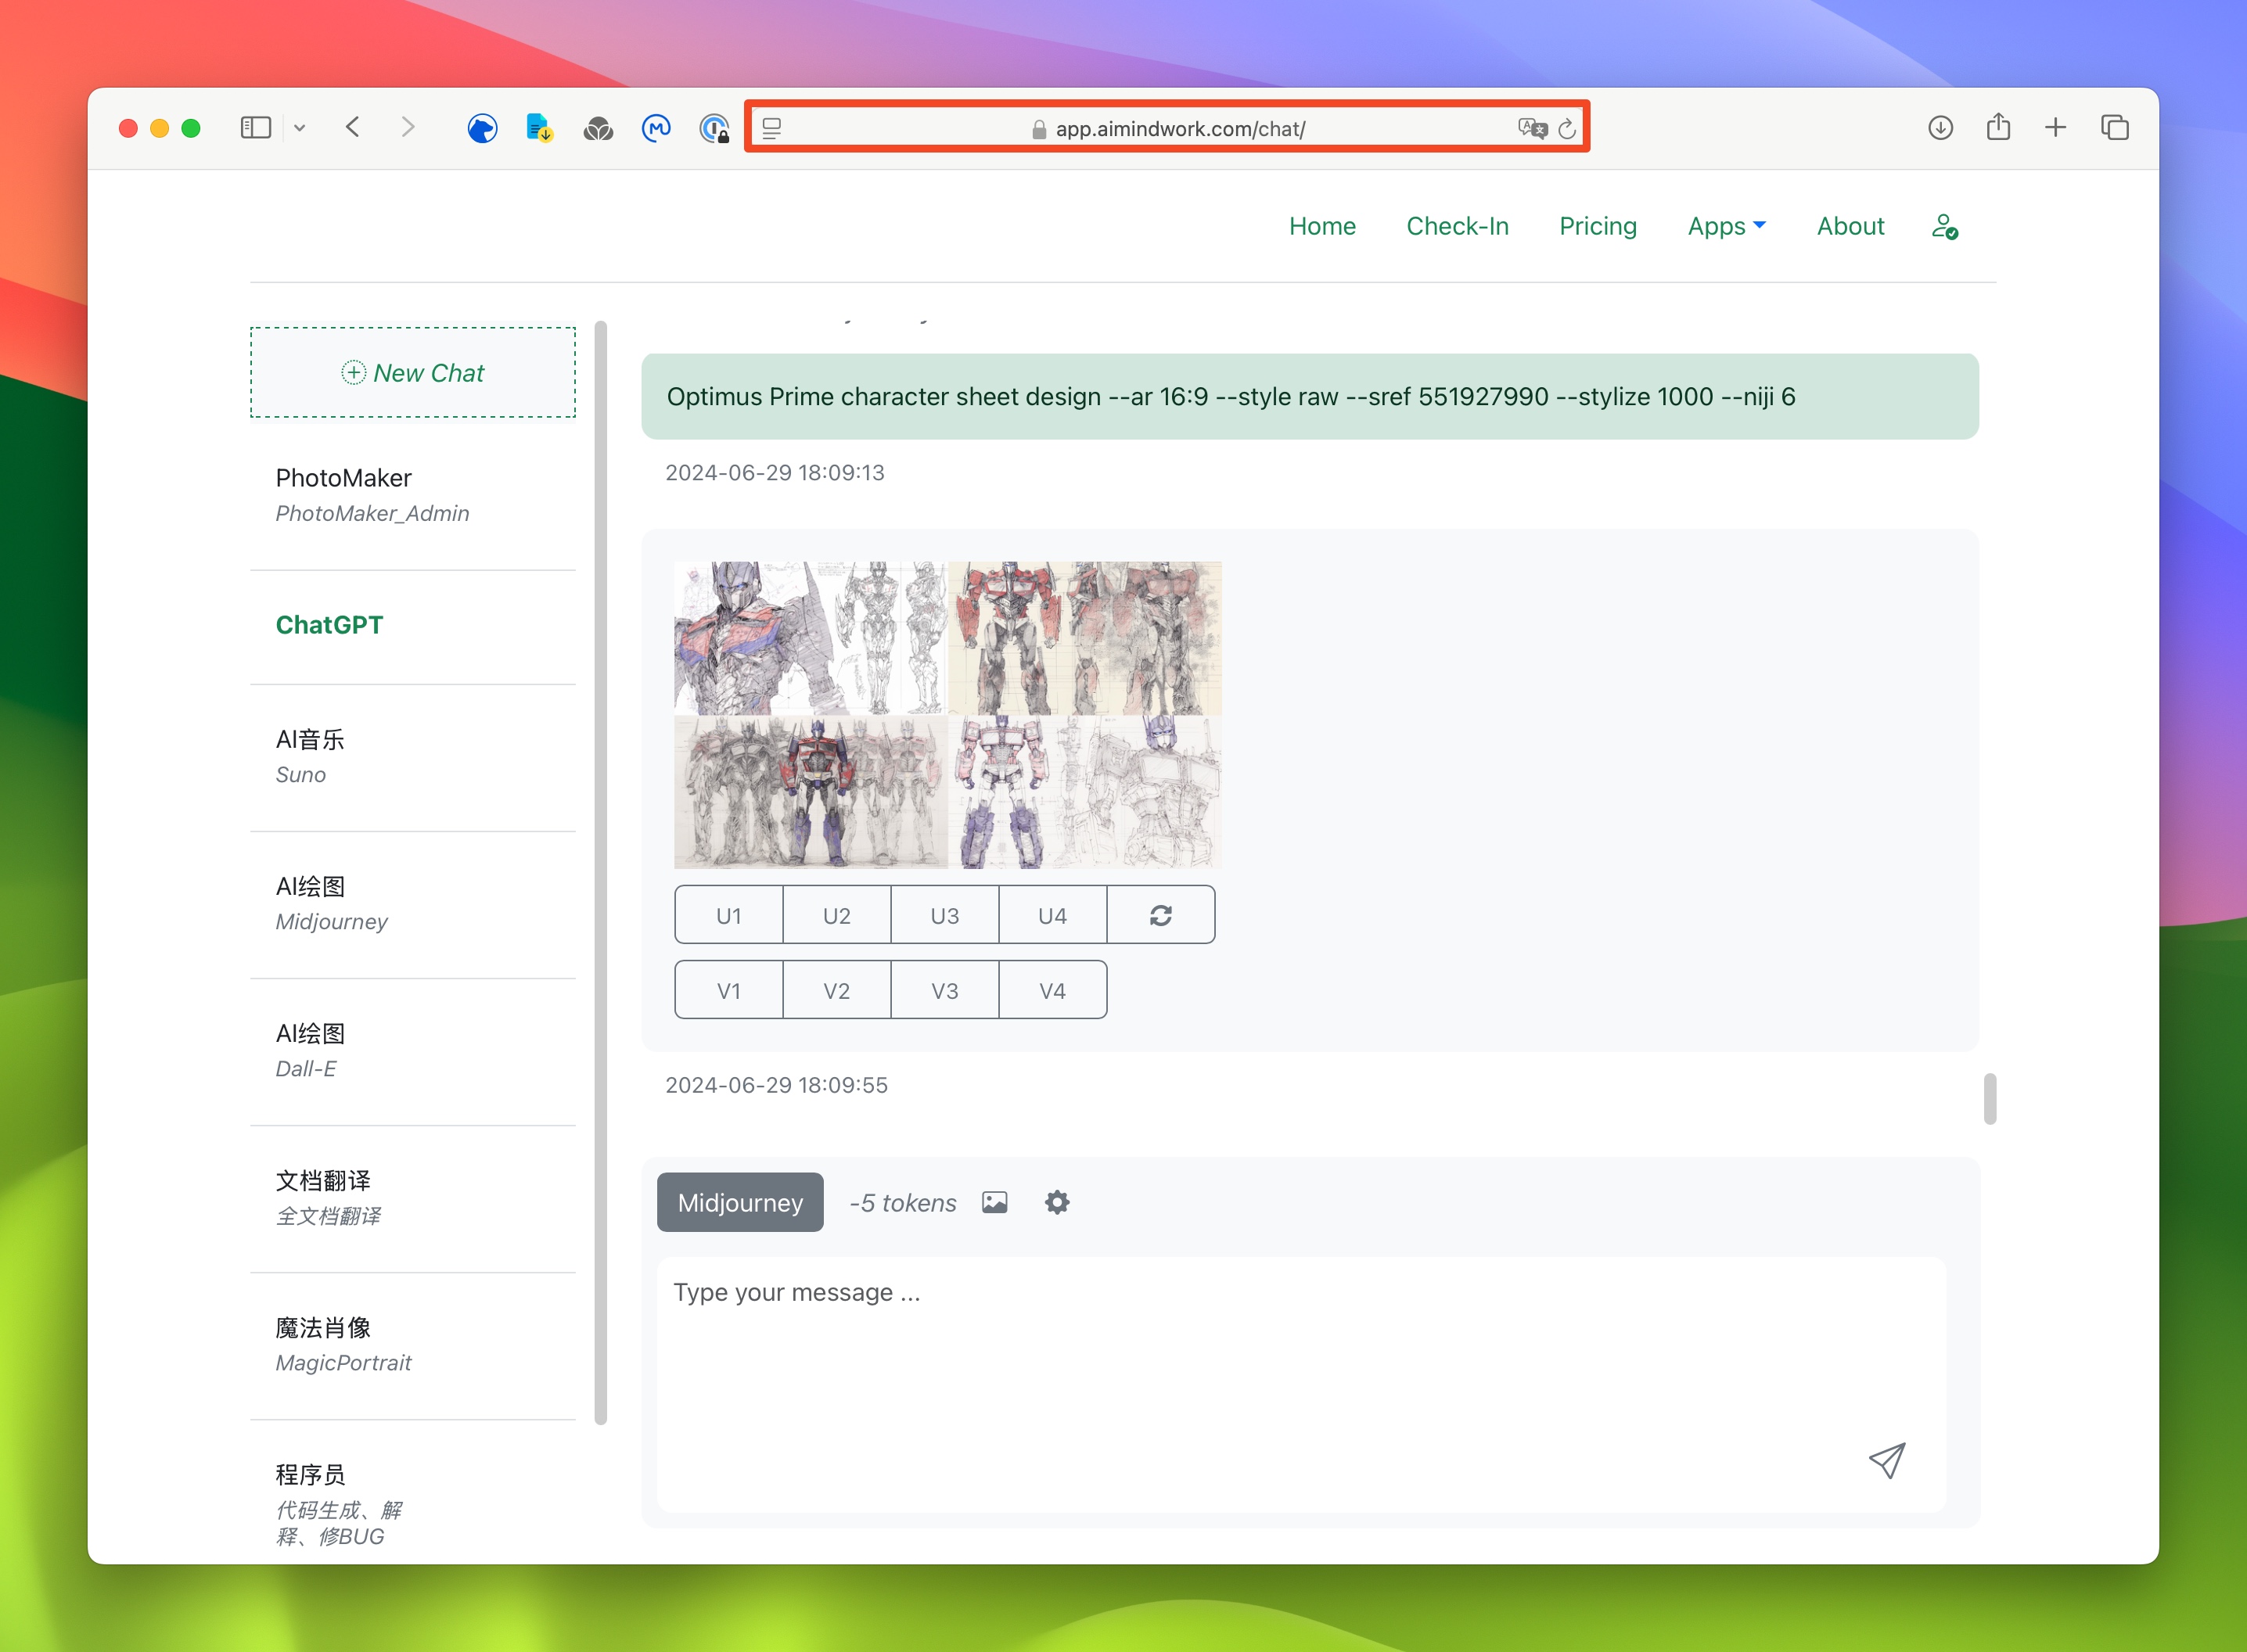 app.aimindwork.com/chat/
Home Check-In Pricing Apps About
New Chat
PhotoMaker
PhotoMaker_Admin
ChatGPT
AI音乐
Suno
AI绘图
Midjourney
AI绘图
Dall-E
文档翻译
全文档翻译
魔法肖像
MagicPortrait
程序员
代码生成、解
释、修BUG
Optimus Prime character sheet design --ar 16:9 --style raw --sref 551927990 --stylize 1000 --niji 6
2024-06-29 18:09:13
U1 U2 U3 U4
V1 V2 V3 V4
2024-06-29 18:09:55
Midjourney -5 tokens
Type your message ...